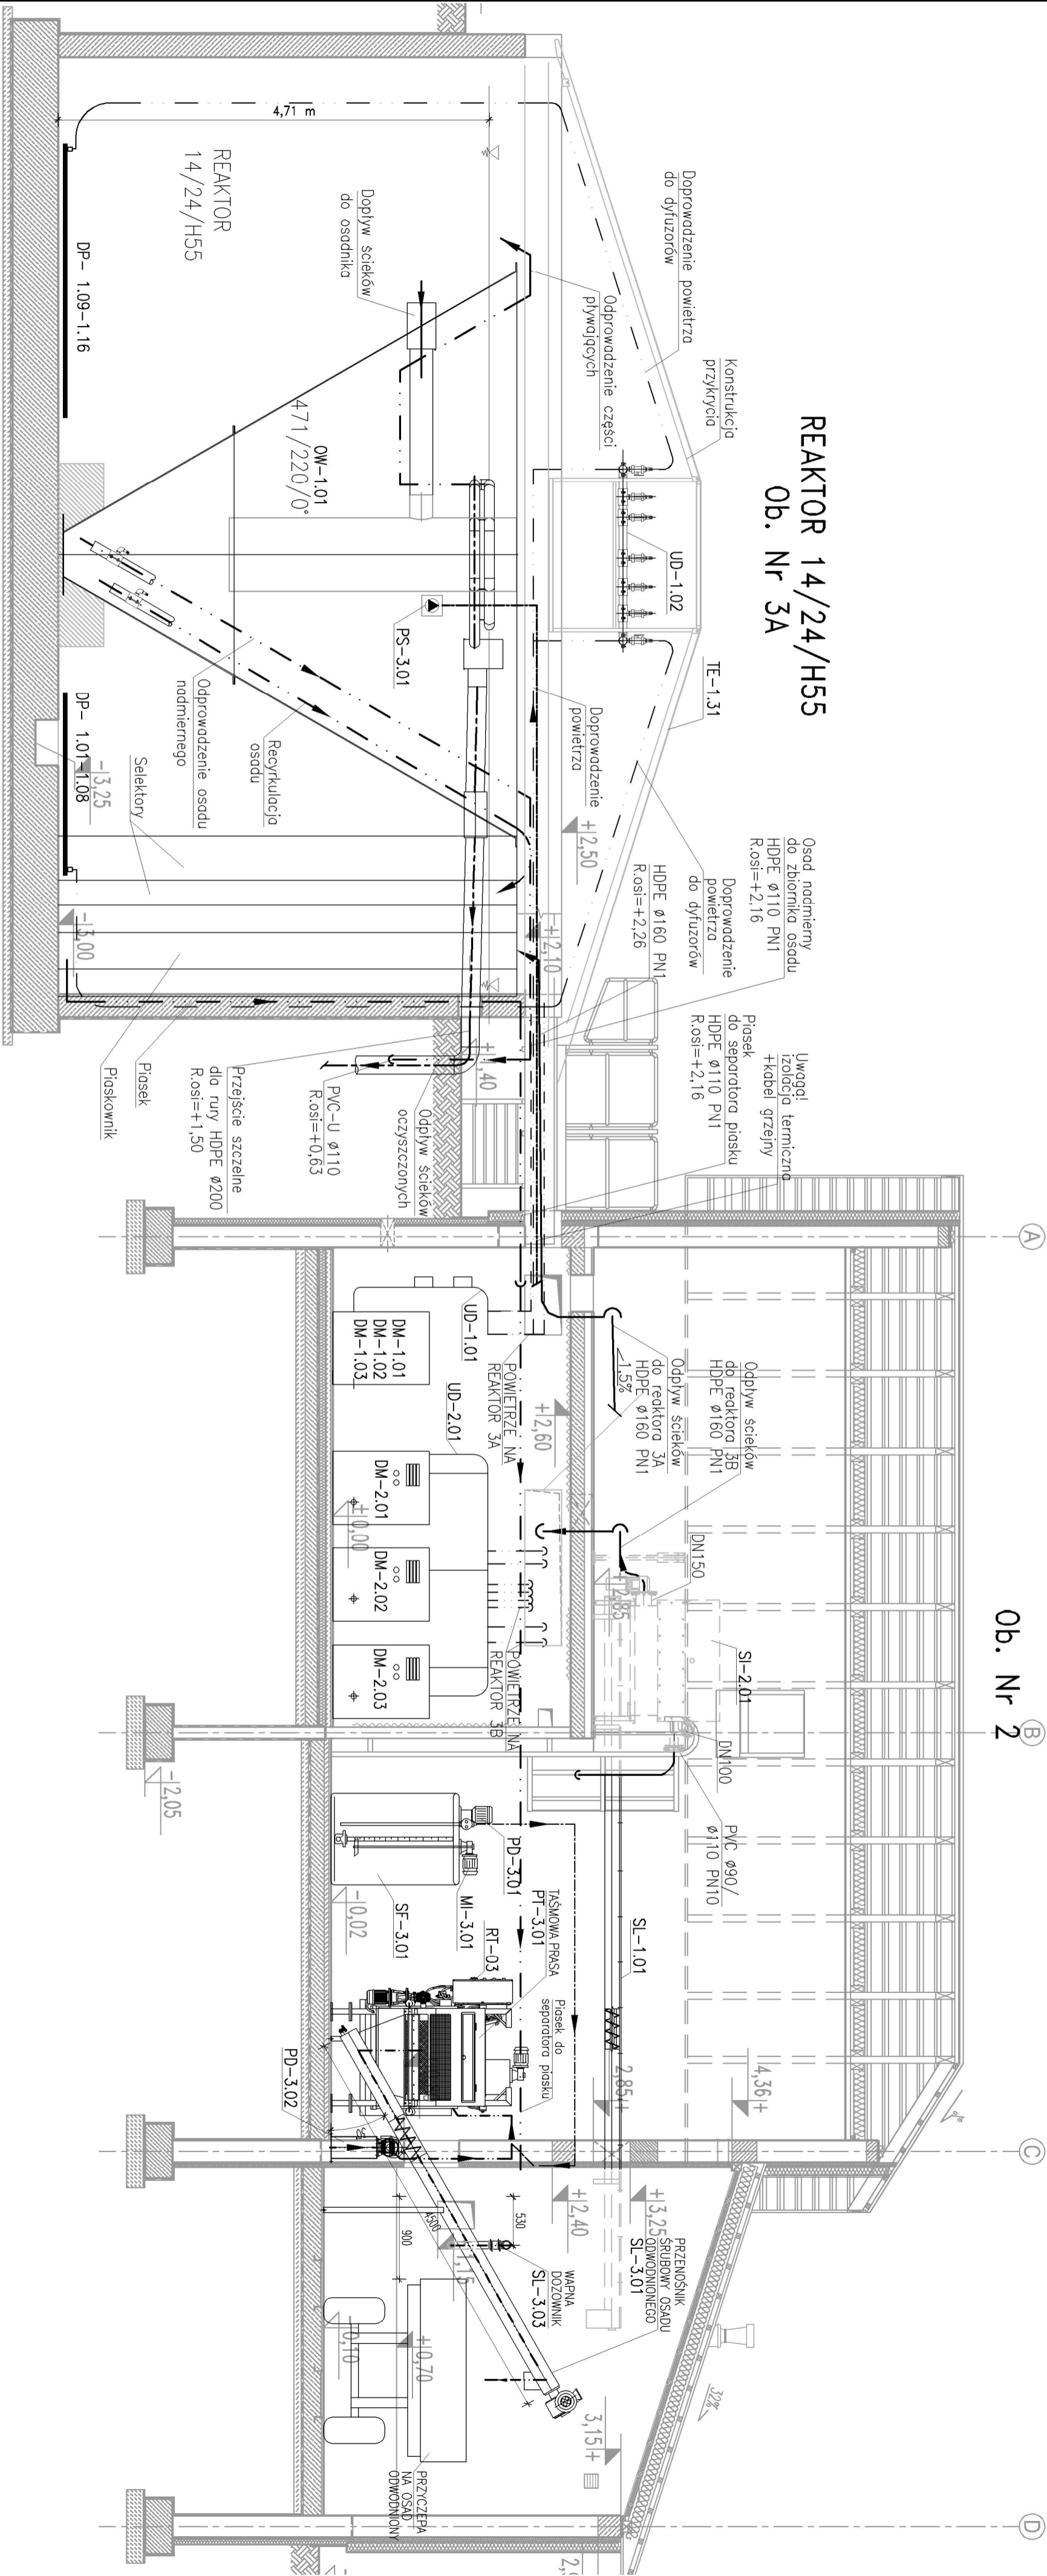 REAKTOR 14/24/H55
Ob. Nr 3A
Ob. Nr 2
Konstrukcja
przykrycia
Doprowadzenie powietrza
do dyfuzorów
Odprowadzenie części
pływających
Dopływ ścieków
do osadnika
4,71 m
REAKTOR
14/24/H55
DP- 1.09-1.16
OW-1.01
471/220/0°
UD-1.02
TE-1.31
PS-3.01
Doprowadzenie
powietrza
+2,50
Recyrkulacja
osadu
Odprowadzenie osadu
nadmiernego
DP- 1.01-1.08
-3,25
Selektory
-3,00
+2,10
Osad nadmierny
do zbiornika osadu
HDPE ø110 PN1
R.osi=+2,16
Doprowadzenie
powietrza
do dyfuzorów
HDPE ø160 PN1
R.osi=+2,26
Uwaga!
izolacja termiczna
+kabel grzejny
Piasek
do separatora piasku
HDPE ø110 PN1
R.osi=+2,16
Odpływ ścieków
oczyszczonych
PVC-U ø110
R.osi=+0,63
Przejście szczelne
dla rury HDPE ø200
R.osi=+1,50
Piasek
Piaskownik
A
B
C
D
UD-1.01
DM-1.01
DM-1.02
DM-1.03
POWIETRZE NA
REAKTOR 3A
UD-2.01
+2,60
1,5%
Odpływ ścieków
do reaktora 3A
HDPE ø160 PN1
Odpływ ścieków
do reaktora 3B
HDPE ø160 PN1
DN150
+2,85
SI-2.01
DN100
PVC ø90/
ø110 PN10
DM-2.01
DM-2.02
DM-2.03
±0,00
POWIETRZE NA
REAKTOR 3B
-2,05
PD-3.01
MI-3.01
SF-3.01
-0,02
SL-1.01
TAŚMOWA PRASA
PT-3.01
RT-03
Piasek do
separatora piasku
PD-3.02
2,85+
4,36+
+2,40
+3,25
PRZENOŚNIK
ŚRUBOWY OSADU
ODWODNIONEGO
SL-3.01
WAPNA
DOZOWNIK
SL-3.03
530
900
4500
1,15
+0,70
-0,10
32%
3,15+
PRZYCZEPA
NA OSAD
ODWODNIONY